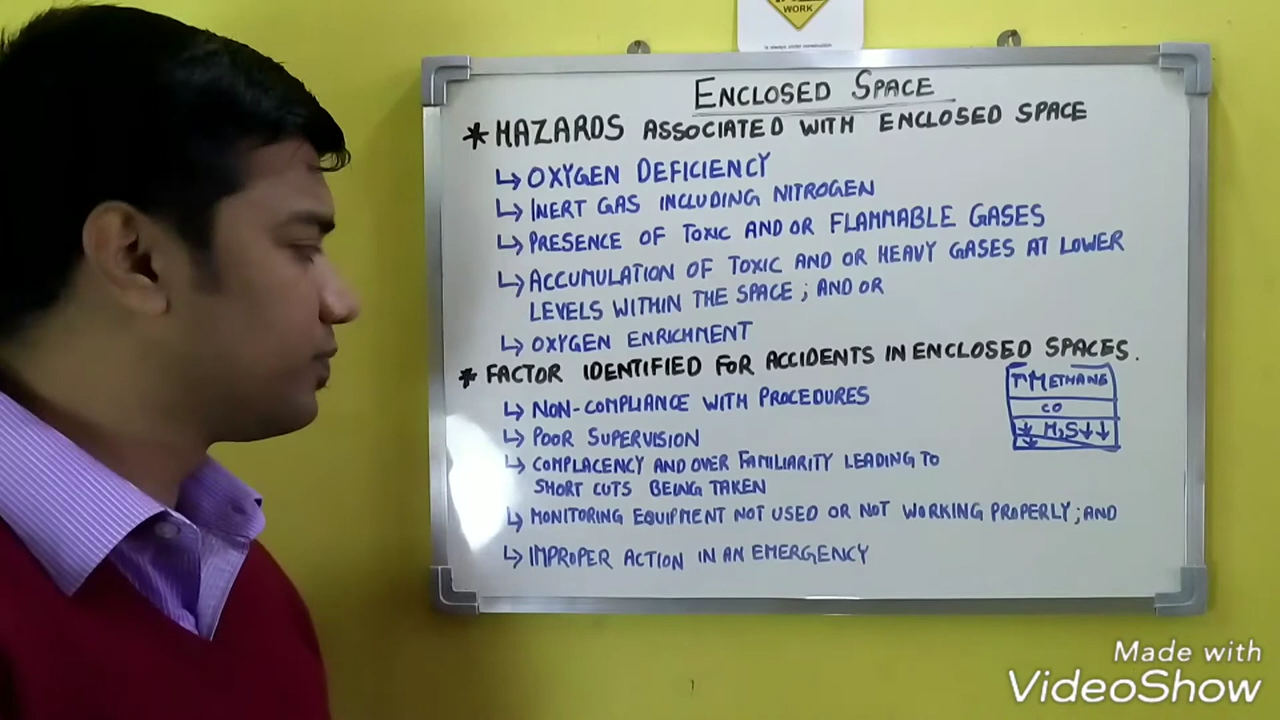 WORK
is always under construction
ENCLOSED SPACE
* HAZARDS ASSOCIATED WITH ENCLOSED SPACE
↳ OXYGEN DEFICIENCY
↳ INERT GAS INCLUDING NITROGEN
↳ PRESENCE OF TOXIC AND OR FLAMMABLE GASES
↳ ACCUMULATION OF TOXIC AND OR HEAVY GASES AT LOWER
LEVELS WITHIN THE SPACE ; AND OR
↳ OXYGEN ENRICHMENT
* FACTOR IDENTIFIED FOR ACCIDENTS IN ENCLOSED SPACES.
↑ METHANE
CO
↓ H2S ↓↓
↓
↳ NON-COMPLIANCE WITH PROCEDURES
↳ POOR SUPERVISION
↳ COMPLACENCY AND OVER FAMILIARITY LEADING TO
SHORT CUTS BEING TAKEN
↳ MONITORING EQUIPMENT NOT USED OR NOT WORKING PROPERLY ; AND
↳ IMPROPER ACTION IN AN EMERGENCY
Made with
VideoShow